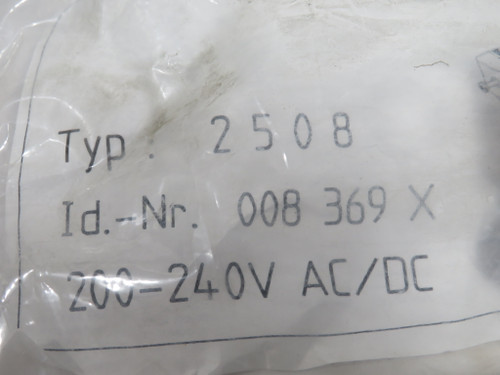 Typ: 2508
Id.-Nr. 008 369 X
200-240V AC/DC